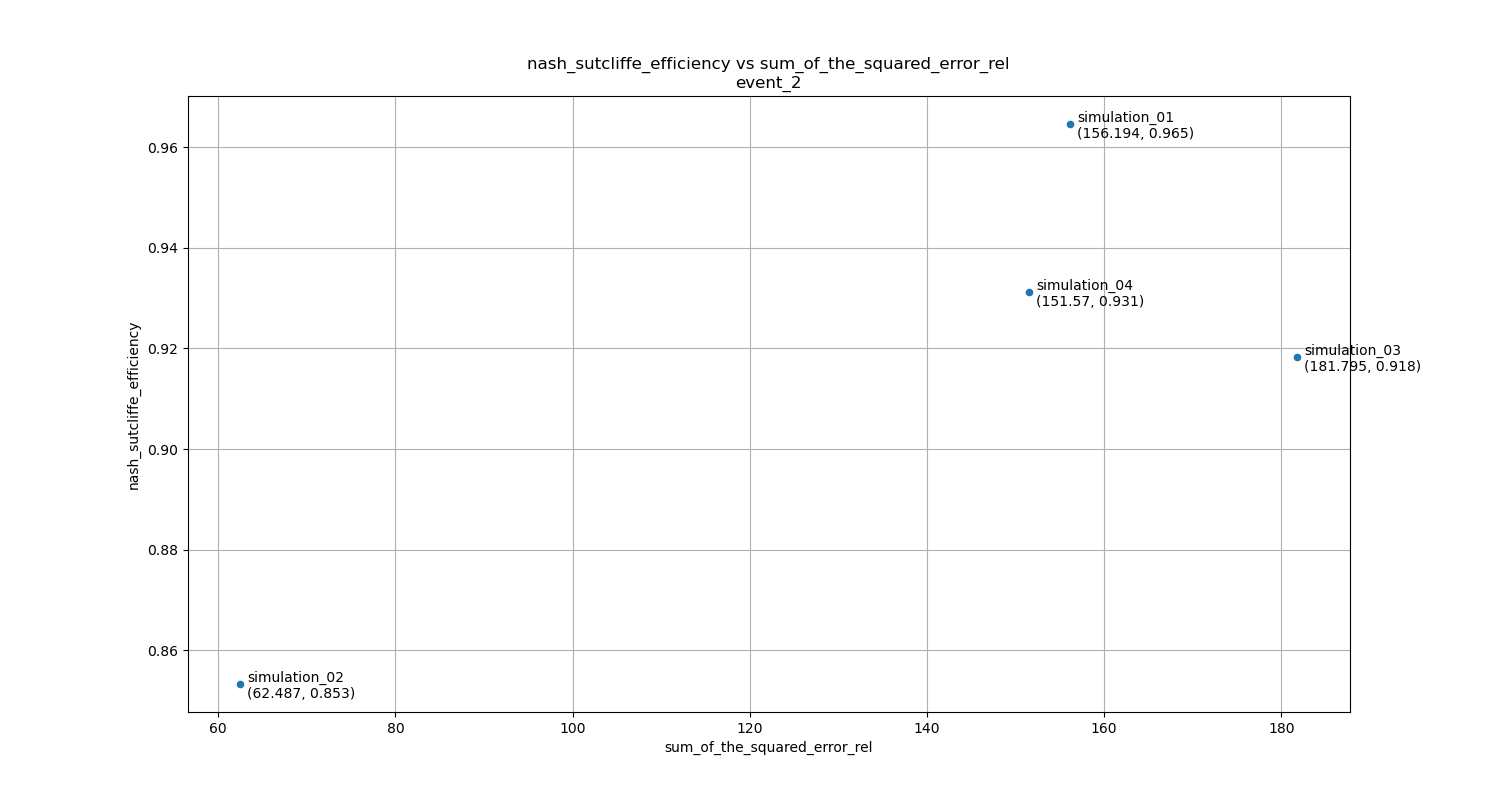 nash_sutcliffe_efficiency vs sum_of_the_squared_error_rel
event_2
simulation_01
(156.194, 0.965)
0.96
0.94
simulation_04
(151.57, 0.931)
0.92
simulation_03
(181.795, 0.918)
nash_sutcliffe_efficiency
0.90
0.88
0.86
simulation_02
(62.487, 0.853)
60 80 100 120 140 160 180
sum_of_the_squared_error_rel